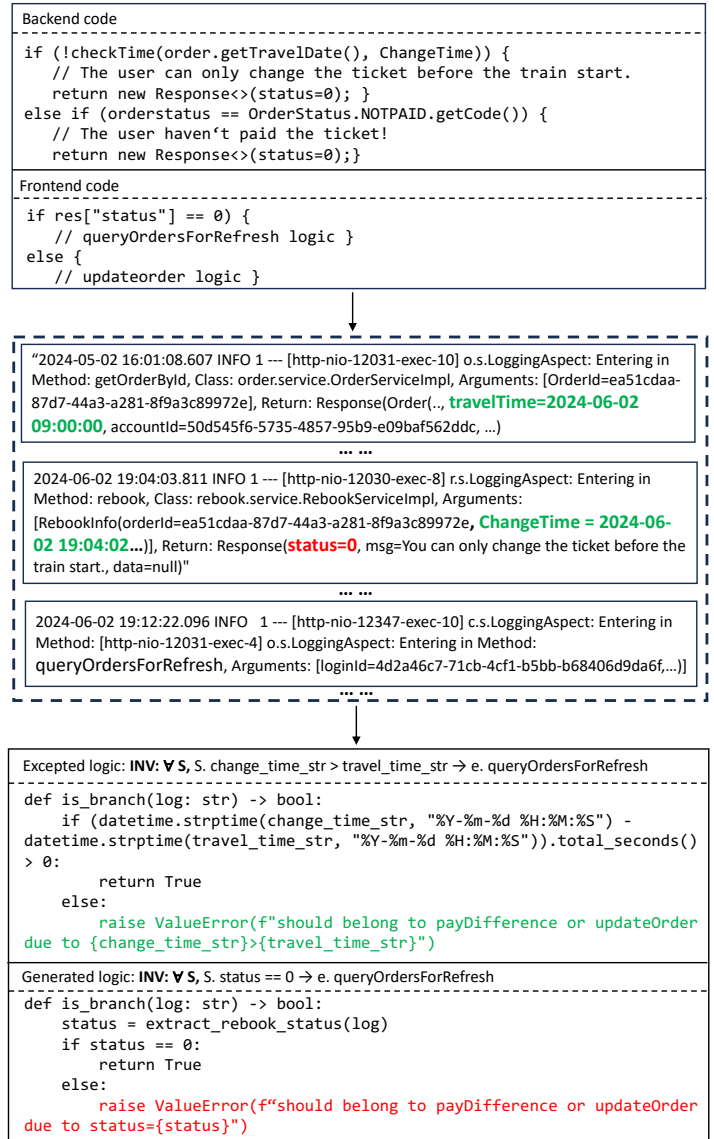 Backend code
if (!checkTime(order.getTravelDate(), ChangeTime)) {
// The user can only change the ticket before the train start.
return new Response<>(status=0); }
else if (orderstatus == OrderStatus.NOTPAID.getCode()) {
// The user haven‘t paid the ticket!
return new Response<>(status=0);}
Frontend code
if res["status"] == 0) {
// queryOrdersForRefresh logic }
else {
// updateorder logic }
“2024-05-02 16:01:08.607 INFO 1 --- [http-nio-12031-exec-10] o.s.LoggingAspect: Entering in
Method: getOrderById, Class: order.service.OrderServiceImpl, Arguments: [OrderId=ea51cdaa-
87d7-44a3-a281-8f9a3c89972e], Return: Response(Order(.., travelTime=2024-06-02
09:00:00, accountId=50d545f6-5735-4857-95b9-e09baf562ddc, …)
… …
2024-06-02 19:04:03.811 INFO 1 --- [http-nio-12030-exec-8] r.s.LoggingAspect: Entering in
Method: rebook, Class: rebook.service.RebookServiceImpl, Arguments:
[RebookInfo(orderId=ea51cdaa-87d7-44a3-a281-8f9a3c89972e, ChangeTime = 2024-06-
02 19:04:02…)], Return: Response(status=0, msg=You can only change the ticket before the
train start., data=null)"
… …
2024-06-02 19:12:22.096 INFO 1 --- [http-nio-12347-exec-10] c.s.LoggingAspect: Entering in
Method: [http-nio-12031-exec-4] o.s.LoggingAspect: Entering in Method:
queryOrdersForRefresh, Arguments: [loginId=4d2a46c7-71cb-4cf1-b5bb-b68406d9da6f,…)]
… …
Excepted logic: INV: ∀ S, S. change_time_str > travel_time_str → e. queryOrdersForRefresh
def is_branch(log: str) -> bool:
if (datetime.strptime(change_time_str, "%Y-%m-%d %H:%M:%S") -
datetime.strptime(travel_time_str, "%Y-%m-%d %H:%M:%S")).total_seconds()
> 0:
return True
else:
raise ValueError(f"should belong to payDifference or updateOrder
due to {change_time_str}>{travel_time_str}")
Generated logic: INV: ∀ S, S. status == 0 → e. queryOrdersForRefresh
def is_branch(log: str) -> bool:
status = extract_rebook_status(log)
if status == 0:
return True
else:
raise ValueError(f“should belong to payDifference or updateOrder
due to status={status}")